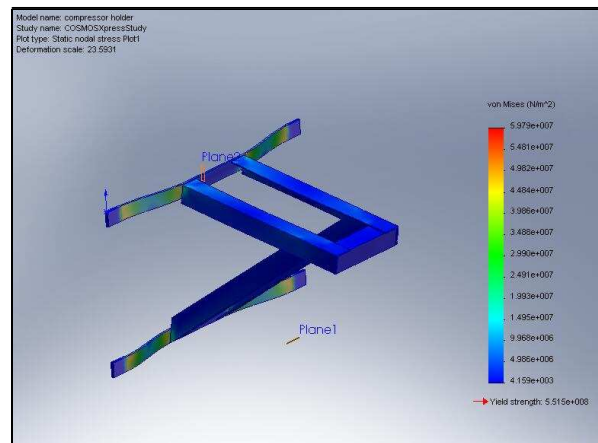 Model name: compressor holder
Study name: COSMOSXpressStudy
Plot type: Static nodal stress Plot1
Deformation scale: 23.5931
von Mises (N/m^2)
5.979e+007
5.481e+007
4.982e+007
4.484e+007
3.986e+007
3.488e+007
2.990e+007
2.491e+007
1.993e+007
1.495e+007
9.968e+006
4.986e+006
4.159e+003
Yield strength: 5.515e+008
Plane2
Plane1